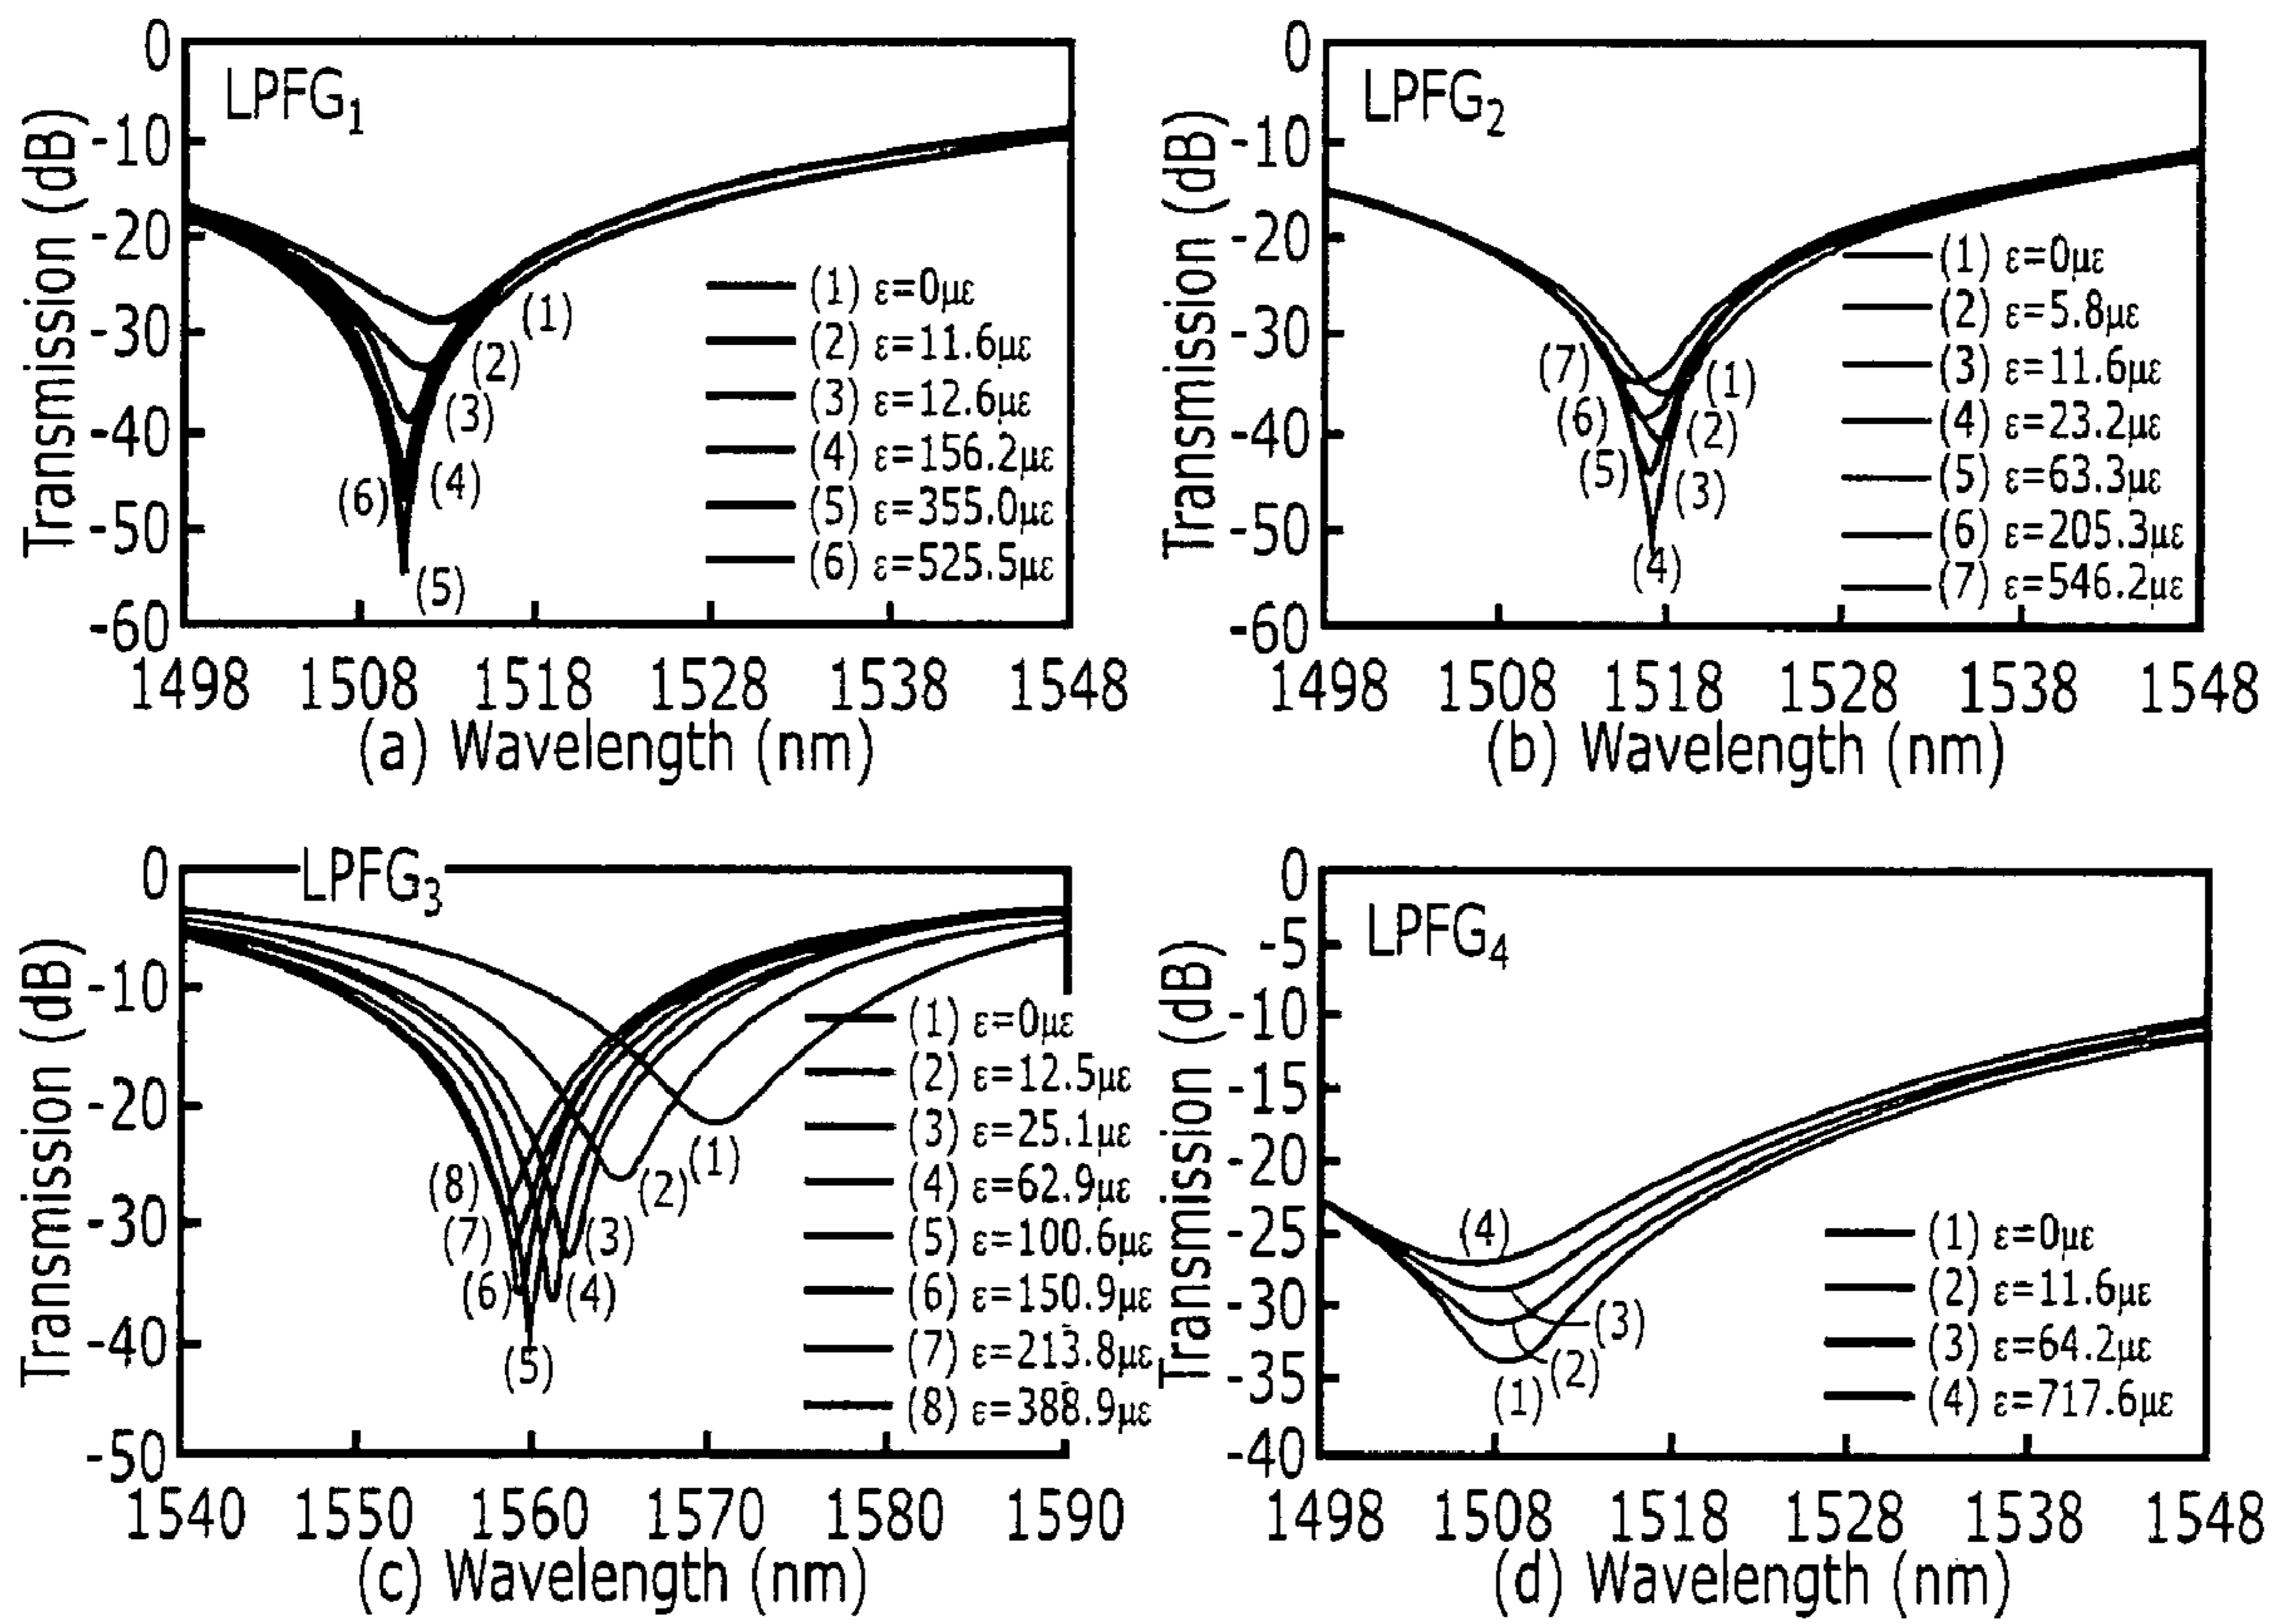 LPFG1
Transmission (dB)
0
-10
-20
-30
-40
-50
-60
(1)
(2)
(3)
(4)
(6)
(5)
(1) ε=0με
(2) ε=11.6με
(3) ε=12.6με
(4) ε=156.2με
(5) ε=355.0με
(6) ε=525.5με
1498 1508 1518 1528 1538 1548
(a) Wavelength (nm)
LPFG2
Transmission (dB)
0
-10
-20
-30
-40
-50
-60
(7)
(1)
(6)
(2)
(5)
(3)
(4)
(1) ε=0με
(2) ε=5.8με
(3) ε=11.6με
(4) ε=23.2με
(5) ε=63.3με
(6) ε=205.3με
(7) ε=546.2με
1498 1508 1518 1528 1538 1548
(b) Wavelength (nm)
LPFG3
Transmission (dB)
0
-10
-20
-30
-40
-50
(1)
(2)
(8)
(3)
(7)
(6)
(4)
(5)
(1) ε=0με
(2) ε=12.5με
(3) ε=25.1με
(4) ε=62.9με
(5) ε=100.6με
(6) ε=150.9με
(7) ε=213.8με
(8) ε=388.9με
1540 1550 1560 1570 1580 1590
(c) Wavelength (nm)
LPFG4
Transmission (dB)
0
-5
-10
-15
-20
-25
-30
-35
-40
(4)
(3)
(2)
(1)
(1) ε=0με
(2) ε=11.6με
(3) ε=64.2με
(4) ε=717.6με
1498 1508 1518 1528 1538 1548
(d) Wavelength (nm)